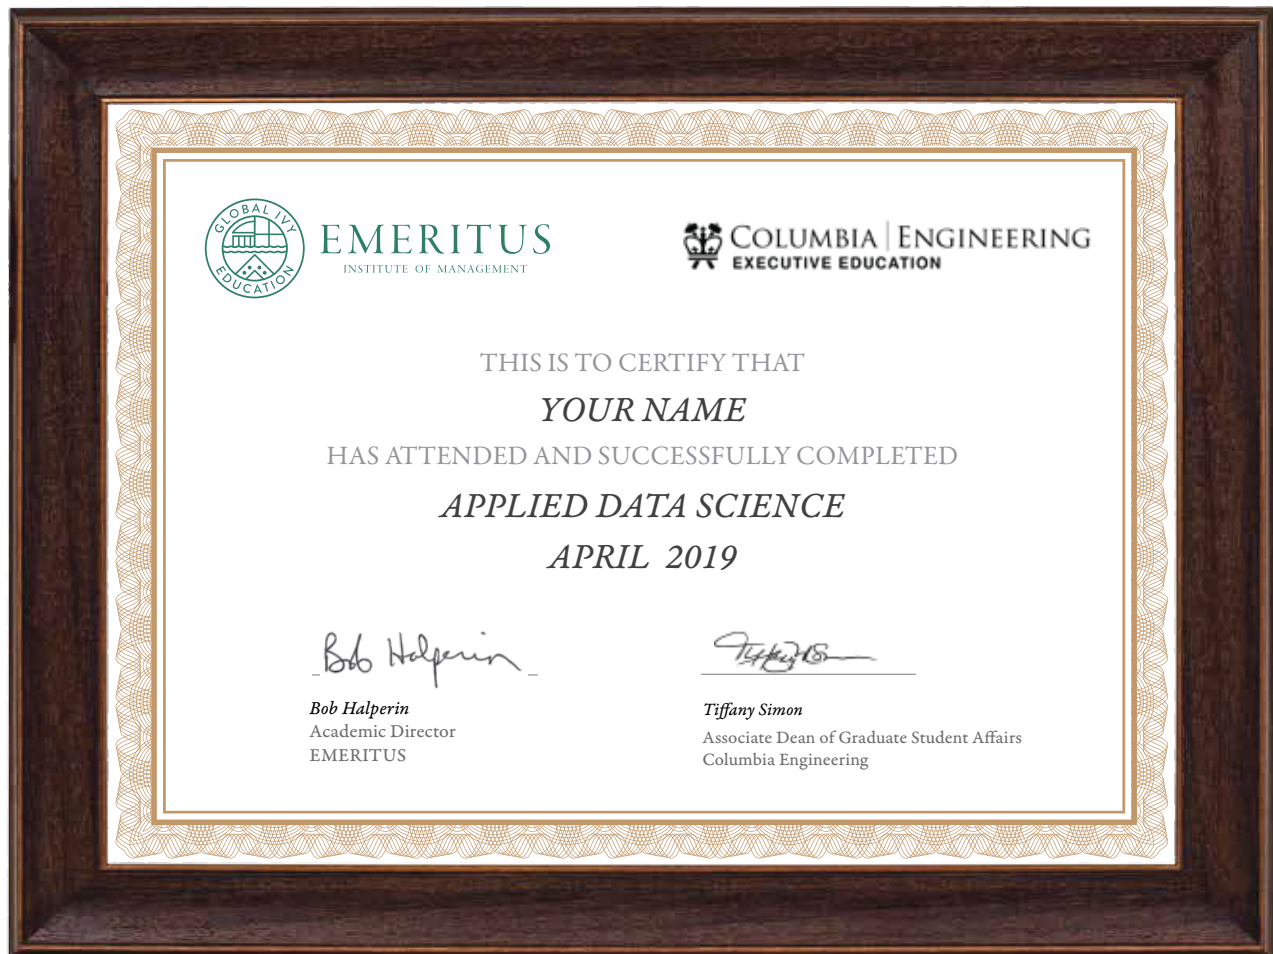 GLOBAL IVY
EDUCATION
EMERITUS
INSTITUTE OF MANAGEMENT
COLUMBIA | ENGINEERING
EXECUTIVE EDUCATION
THIS IS TO CERTIFY THAT
YOUR NAME
HAS ATTENDED AND SUCCESSFULLY COMPLETED
APPLIED DATA SCIENCE
APRIL 2019
Bob Halperin
Bob Halperin
Academic Director
EMERITUS
Tiffany Simon
Associate Dean of Graduate Student Affairs
Columbia Engineering